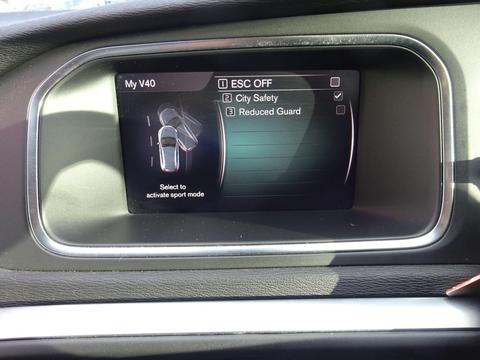 My V40
1 ESC OFF
2 City Safety
3 Reduced Guard
Select to
activate sport mode